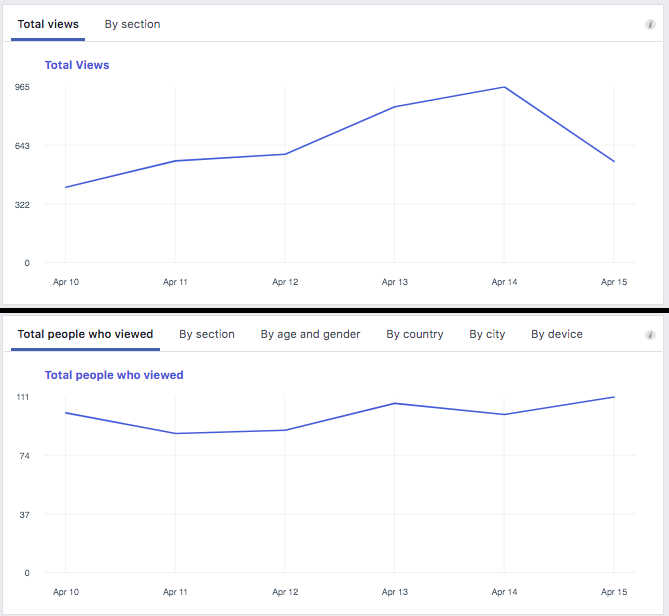 Total views By section i
Total Views
965
643
322
0
Apr 10 Apr 11 Apr 12 Apr 13 Apr 14 Apr 15
Total people who viewed By section By age and gender By country By city By device i
Total people who viewed
111
74
37
0
Apr 10 Apr 11 Apr 12 Apr 13 Apr 14 Apr 15